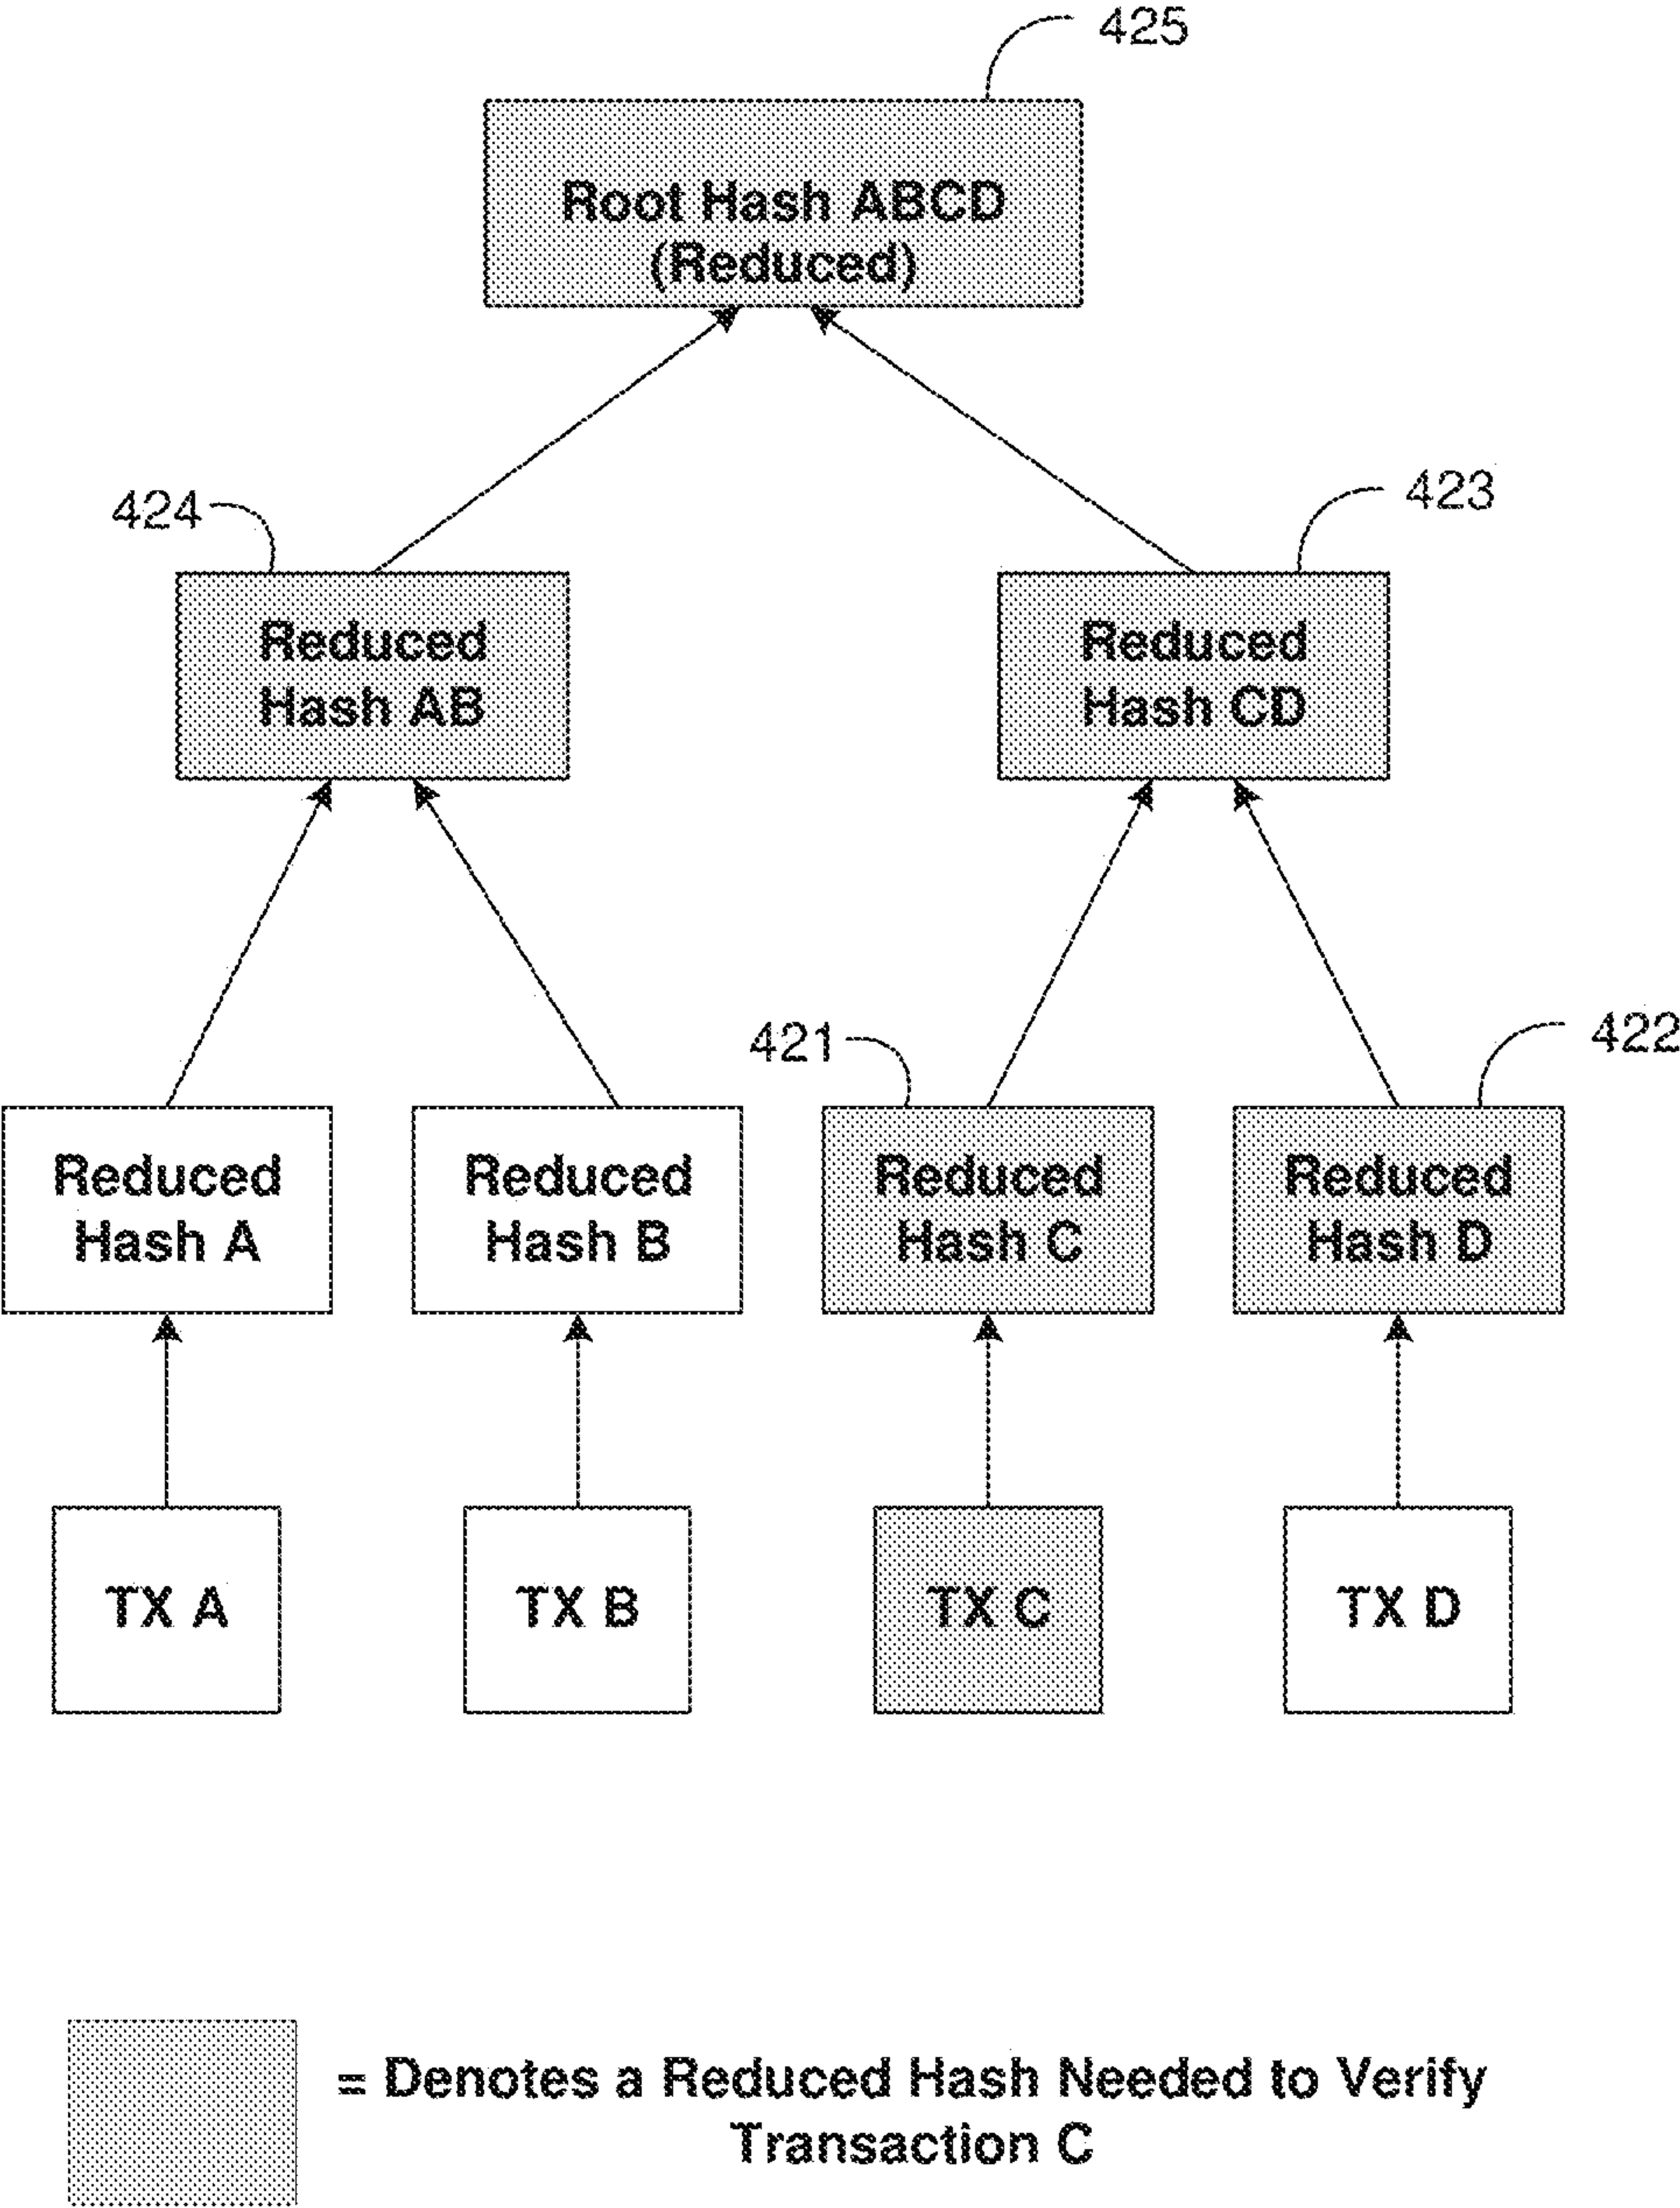 425
Root Hash ABCD
(Reduced)
424
423
Reduced
Hash AB
Reduced
Hash CD
421
422
Reduced
Hash A
Reduced
Hash B
Reduced
Hash C
Reduced
Hash D
TX A
TX B
TX C
TX D
= Denotes a Reduced Hash Needed to Verify
Transaction C